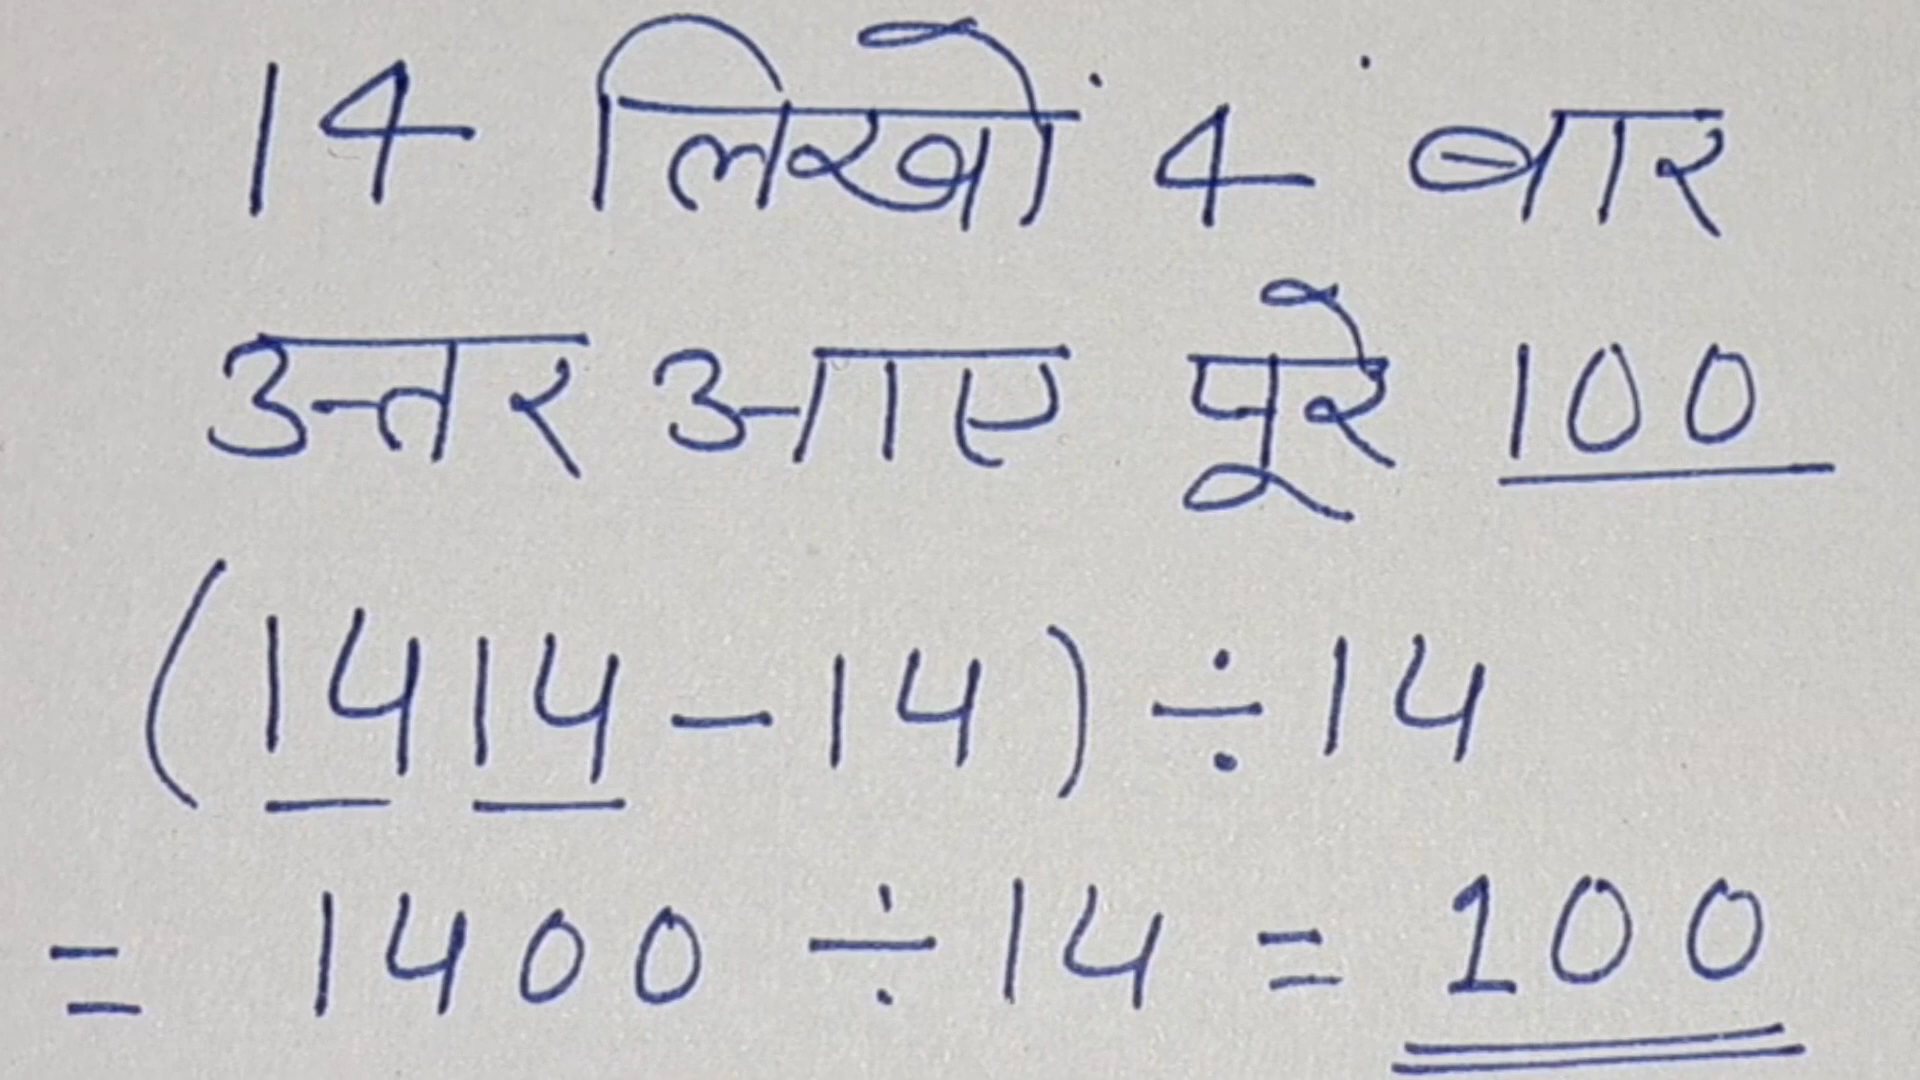 14 लिखों 4 बार
उत्तर आए पूरे 100
(1414-14)÷14
= 1400 ÷14 = 100